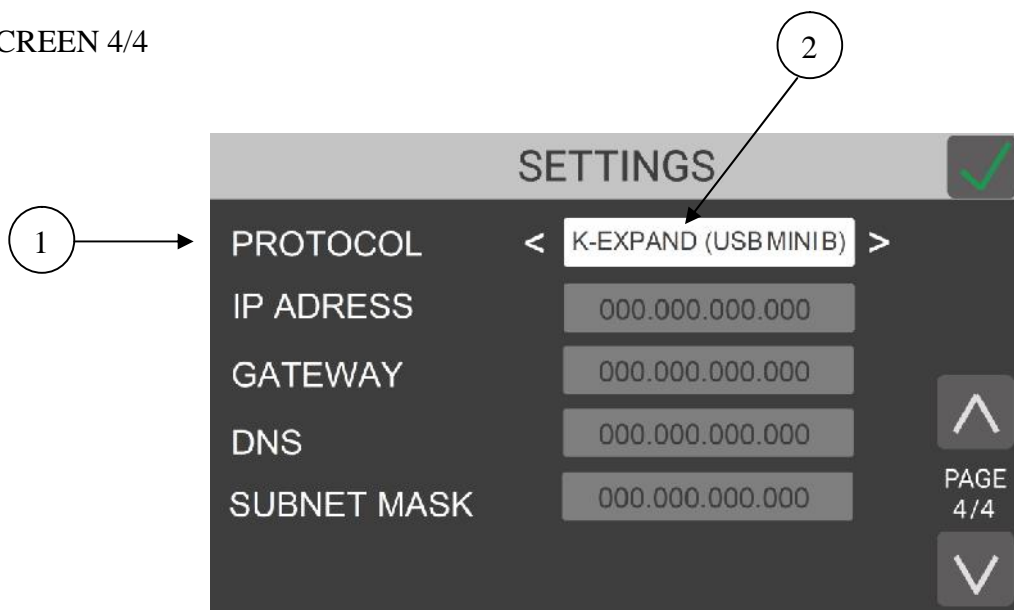 CREEN 4/4
2
SETTINGS
1
PROTOCOL < K-EXPAND (USB MINI B) >
IP ADRESS 000.000.000.000
GATEWAY 000.000.000.000
DNS 000.000.000.000
SUBNET MASK 000.000.000.000
PAGE
4/4